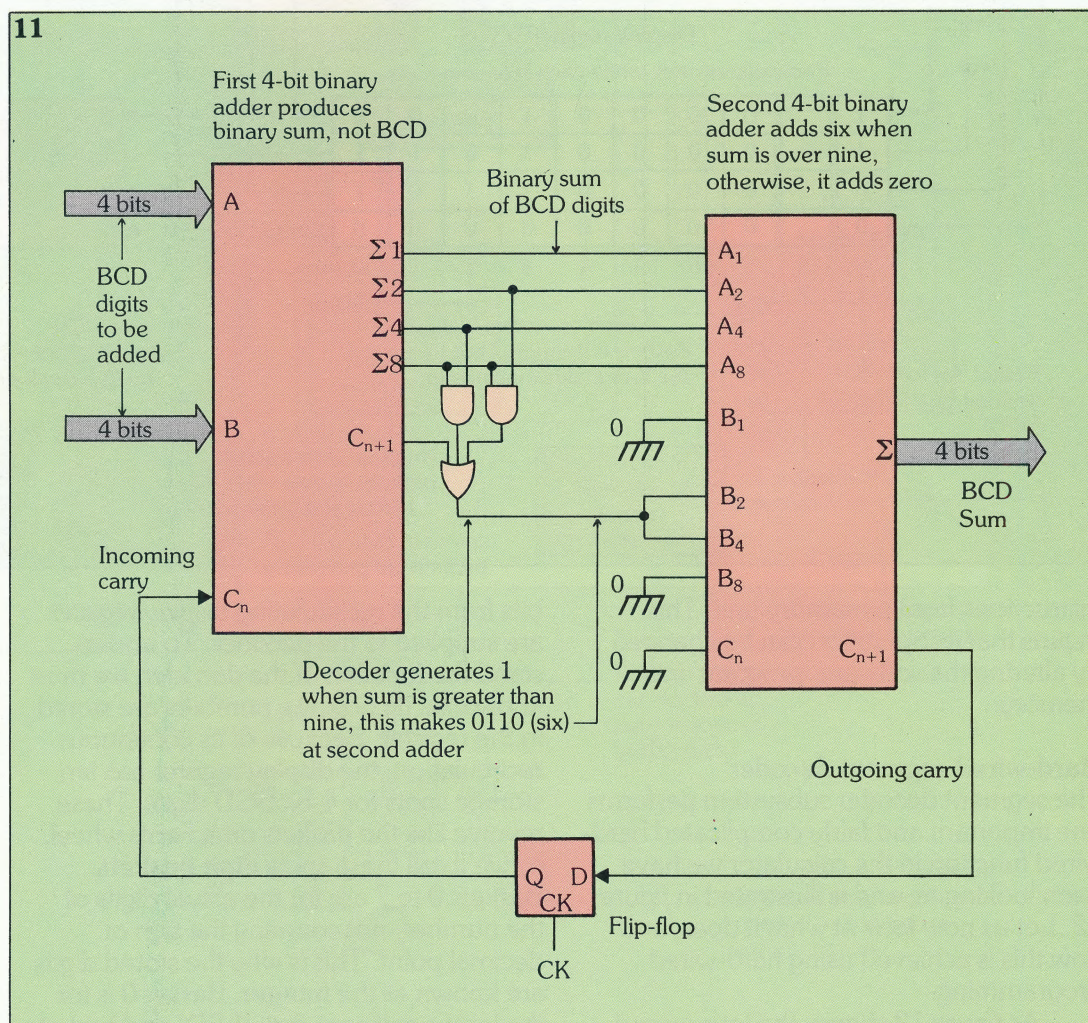 11
First 4-bit binary
adder produces
binary sum, not BCD
Second 4-bit binary
adder adds six when
sum is over nine,
otherwise, it adds zero
4 bits
A
BCD
digits
to be
added
4 bits
B
Σ1
Σ2
Σ4
Σ8
C n+1
Incoming
carry
C n
Binary sum
of BCD digits
0
0
0
Decoder generates 1
when sum is greater than
nine, this makes 0110 (six)
at second adder
A1
A2
A4
A8
B1
B2
B4
B8
C n
C n+1
Σ
4 bits
BCD
Sum
Outgoing carry
Q D
CK
Flip-flop
CK